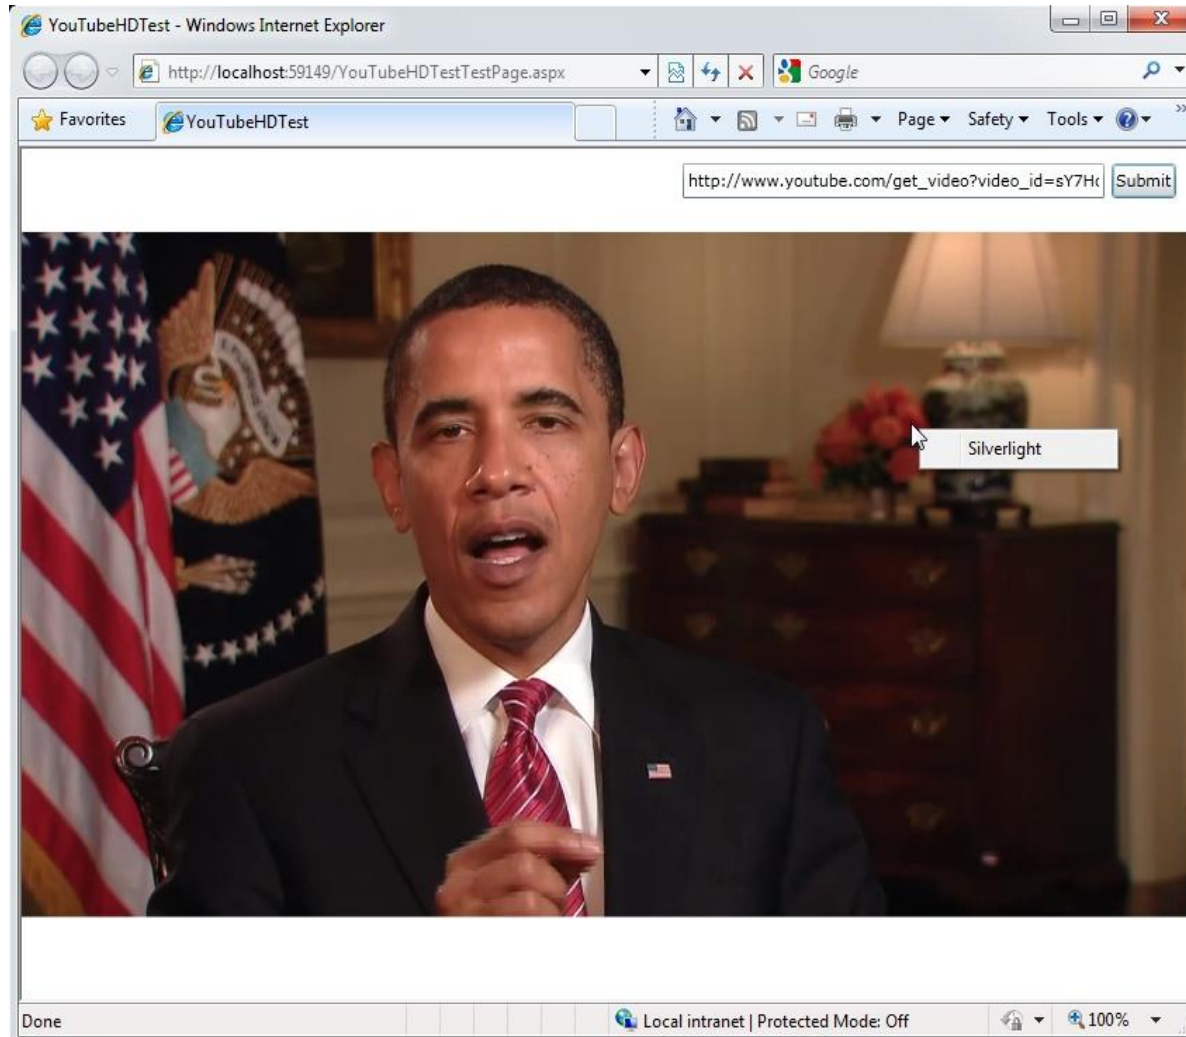 YouTubeHDTest - Windows Internet Explorer
http://localhost:59149/YouTubeHDTestTestPage.aspx
Google
Favorites
YouTubeHDTest
Page
Safety
Tools
http://www.youtube.com/get_video?video_id=sY7H
Submit
Silverlight
Done
Local intranet | Protected Mode: Off
100%